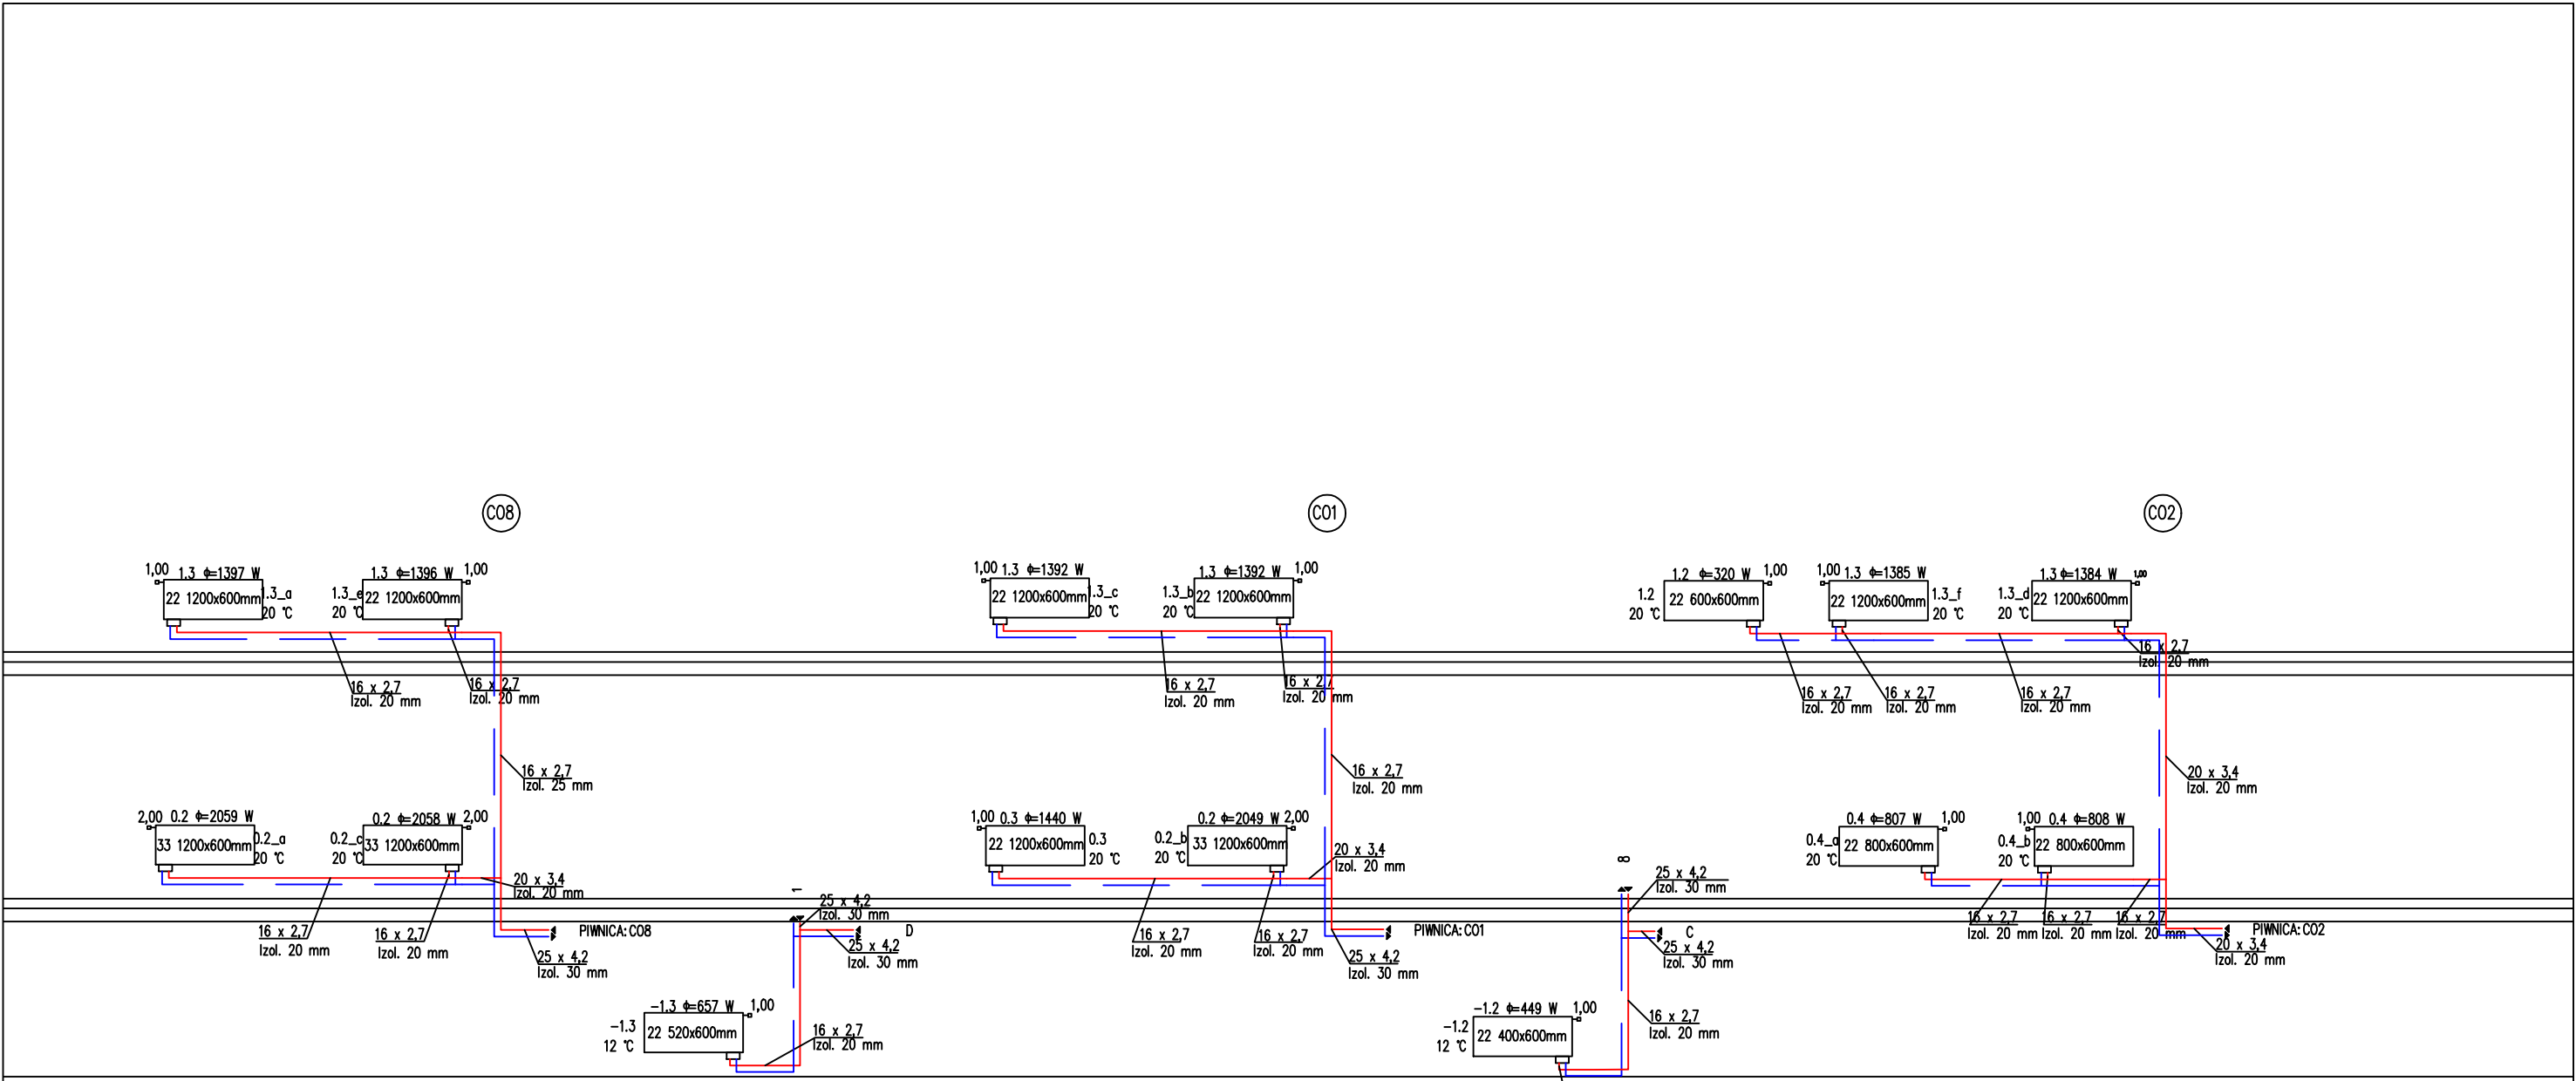 CO8
CO1
CO2
1,00 1.3 ϕ=1397 W
22 1200x600mm
1.3_a
20 °C
1.3 ϕ=1396 W 1,00
1.3_e
20 °C
22 1200x600mm
1,00 1.3 ϕ=1392 W
22 1200x600mm
1.3_c
20 °C
1.3 ϕ=1392 W 1,00
1.3_b
20 °C
22 1200x600mm
1.2 ϕ=320 W 1,00
1.2
20 °C
22 600x600mm
1,00 1.3 ϕ=1385 W
22 1200x600mm
1.3_f
20 °C
1.3 ϕ=1384 W 1,00
1.3_d
20 °C
22 1200x600mm
16 x 2,7
Izol. 20 mm
16 x 2,7
Izol. 20 mm
16 x 2,7
Izol. 20 mm
16 x 2,7
Izol. 20 mm
16 x 2,7
Izol. 20 mm
16 x 2,7
Izol. 20 mm
16 x 2,7
Izol. 20 mm
16 x 2,7
Izol. 20 mm
16 x 2,7
Izol. 25 mm
16 x 2,7
Izol. 20 mm
20 x 3,4
Izol. 20 mm
2,00 0.2 ϕ=2059 W
33 1200x600mm
0.2_a
20 °C
0.2 ϕ=2058 W 2,00
0.2_c
20 °C
33 1200x600mm
1,00 0.3 ϕ=1440 W
22 1200x600mm
0.3
20 °C
0.2 ϕ=2049 W 2,00
0.2_b
20 °C
33 1200x600mm
0.4 ϕ=807 W 1,00
0.4_a
20 °C
22 800x600mm
1,00 0.4 ϕ=808 W
0.4_b
20 °C
22 800x600mm
20 x 3,4
Izol. 20 mm
20 x 3,4
Izol. 20 mm
1
25 x 4,2
Izol. 30 mm
8
25 x 4,2
Izol. 30 mm
16 x 2,7
Izol. 20 mm
16 x 2,7
Izol. 20 mm
PIWNICA: CO8
25 x 4,2
Izol. 30 mm
D
25 x 4,2
Izol. 30 mm
16 x 2,7
Izol. 20 mm
16 x 2,7
Izol. 20 mm
PIWNICA: CO1
25 x 4,2
Izol. 30 mm
C
25 x 4,2
Izol. 30 mm
16 x 2,7
Izol. 20 mm
16 x 2,7
Izol. 20 mm
16 x 2,7
Izol. 20 mm
PIWNICA: CO2
20 x 3,4
Izol. 20 mm
-1.3 ϕ=657 W 1,00
-1.3
12 °C
22 520x600mm
16 x 2,7
Izol. 20 mm
-1.2 ϕ=449 W 1,00
-1.2
12 °C
22 400x600mm
16 x 2,7
Izol. 20 mm